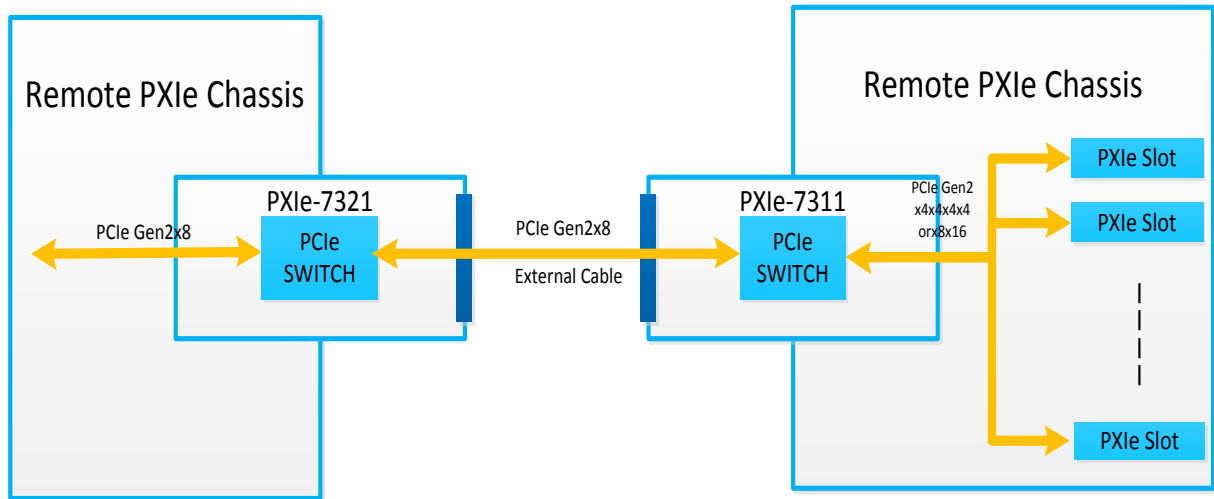 Remote PXIe Chassis
PXIe-7321
PCIe Gen2x8
PCIe
SWITCH
PCIe Gen2x8
External Cable
Remote PXIe Chassis
PXIe-7311
PCIe
SWITCH
PCIe Gen2
x4x4x4x4
orx8x16
PXIe Slot
PXIe Slot
PXIe Slot